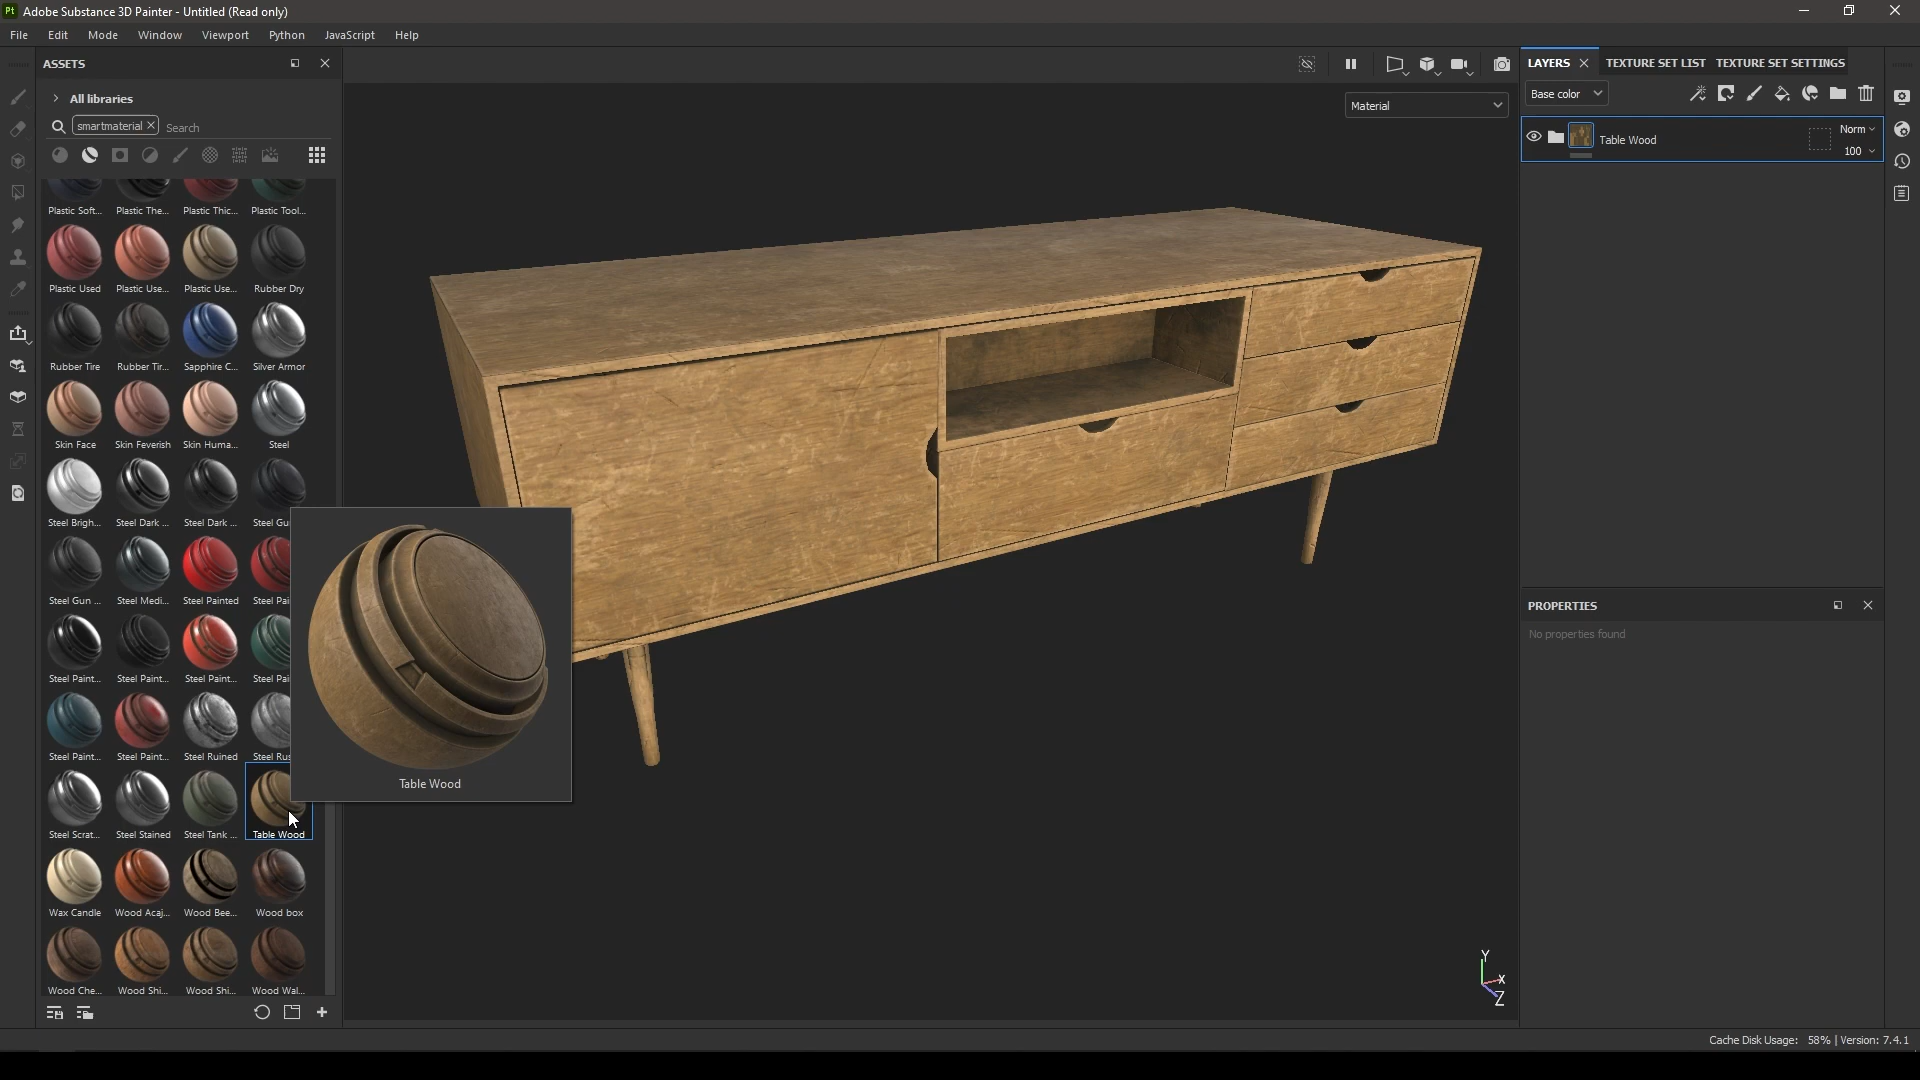 Pt Adobe Substance 3D Painter - Untitled (Read only)
File Edit Mode Window Viewport Python JavaScript Help
ASSETS
All libraries
smartmaterial Search
Plastic Soft... Plastic The... Plastic Thic... Plastic Tool...
Plastic Used Plastic Use... Plastic Use... Rubber Dry
Rubber Tire Rubber Tir... Sapphire C... Silver Armor
Skin Face Skin Feverish Skin Huma... Steel
Steel Brigh... Steel Dark ... Steel Dark ... Steel Gu
Steel Gun ... Steel Medi... Steel Painted Steel Pai
Steel Paint... Steel Paint... Steel Paint... Steel Pai
Steel Paint... Steel Paint... Steel Ruined Steel Rus
Steel Scrat... Steel Stained Steel Tank ... Table Wood
Wax Candle Wood Acaj... Wood Bee... Wood box
Wood Che... Wood Shi... Wood Shi... Wood Wal...
Table Wood
Material
Y
X
Z
LAYERS TEXTURE SET LIST TEXTURE SET SETTINGS
Base color
Table Wood
Norm
100
PROPERTIES
No properties found
Cache Disk Usage: 58% | Version: 7.4.1